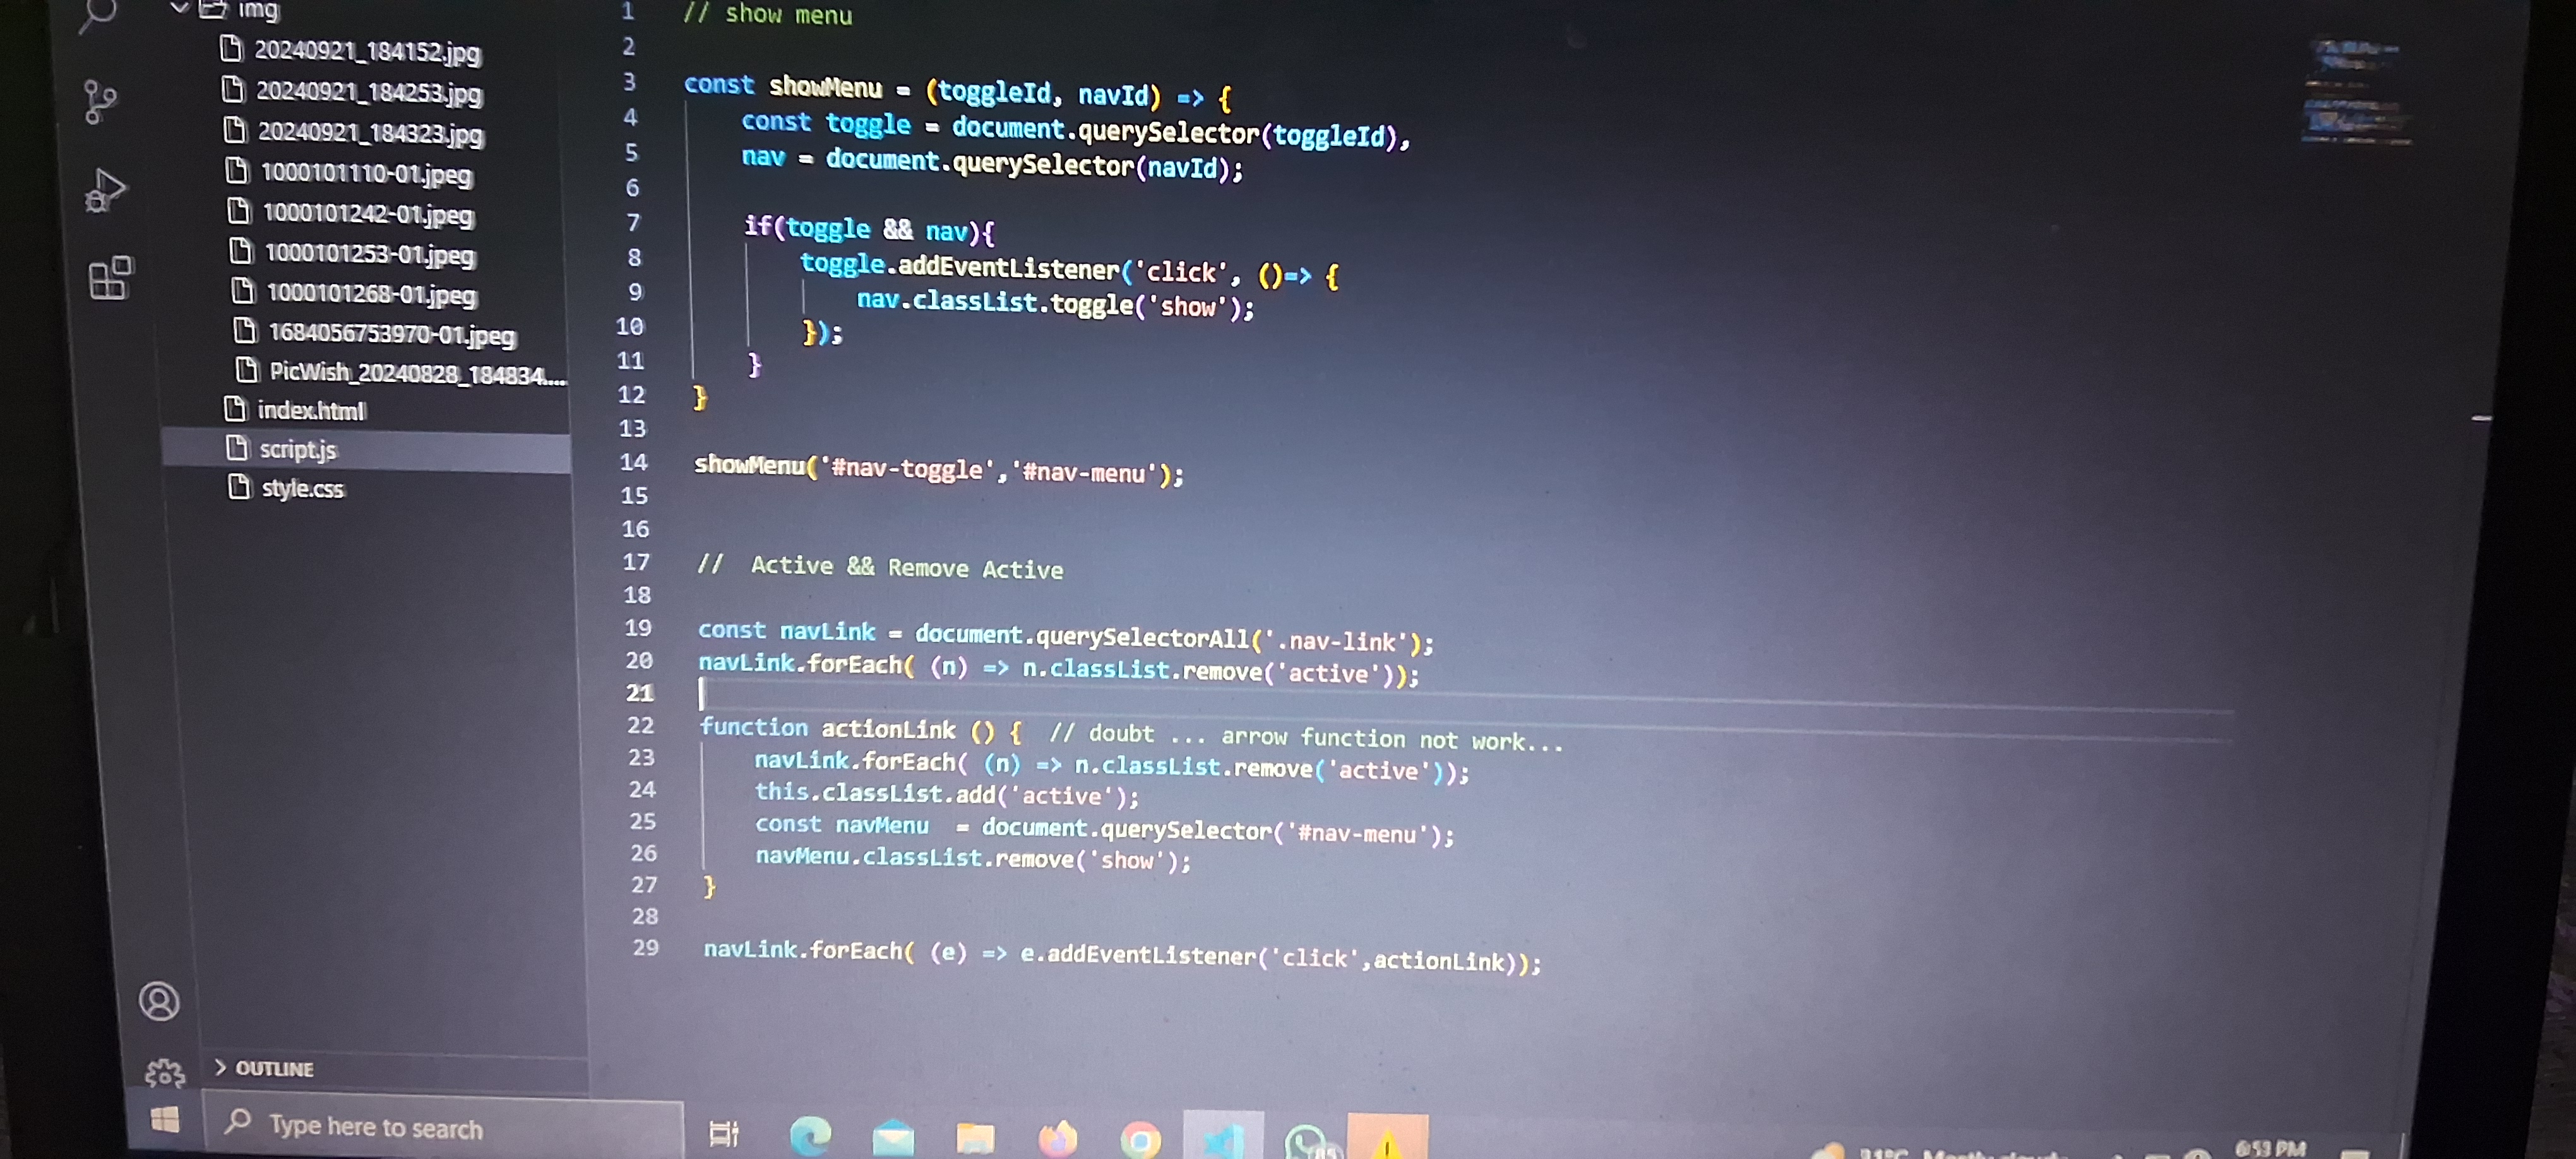 img
20240921_184152.jpg
20240921_184253.jpg
20240921_184323.jpg
1000101110-01.jpeg
1000101242-01.jpeg
1000101253-01.jpeg
1000101268-01.jpeg
1684056753970-01.jpeg
PicWish_20240828_184834....
index.html
script.js
style.css
OUTLINE
1 // show menu
2
3 const showMenu = (toggleId, navId) => {
4 const toggle = document.querySelector(toggleId),
5 nav = document.querySelector(navId);
6
7 if(toggle && nav){
8 toggle.addEventListener('click', ()=> {
9 nav.classList.toggle('show');
10 });
11 }
12 }
13
14 showMenu('#nav-toggle','#nav-menu');
15
16
17 // Active && Remove Active
18
19 const navLink = document.querySelectorAll('.nav-link');
20 navLink.forEach( (n) => n.classList.remove('active'));
21
22 function actionLink () { // doubt ... arrow function not work...
23 navLink.forEach( (n) => n.classList.remove('active'));
24 this.classList.add('active');
25 const navMenu = document.querySelector('#nav-menu');
26 navMenu.classList.remove('show');
27 }
28
29 navLink.forEach( (e) => e.addEventListener('click',actionLink));
Type here to search
6:53 PM